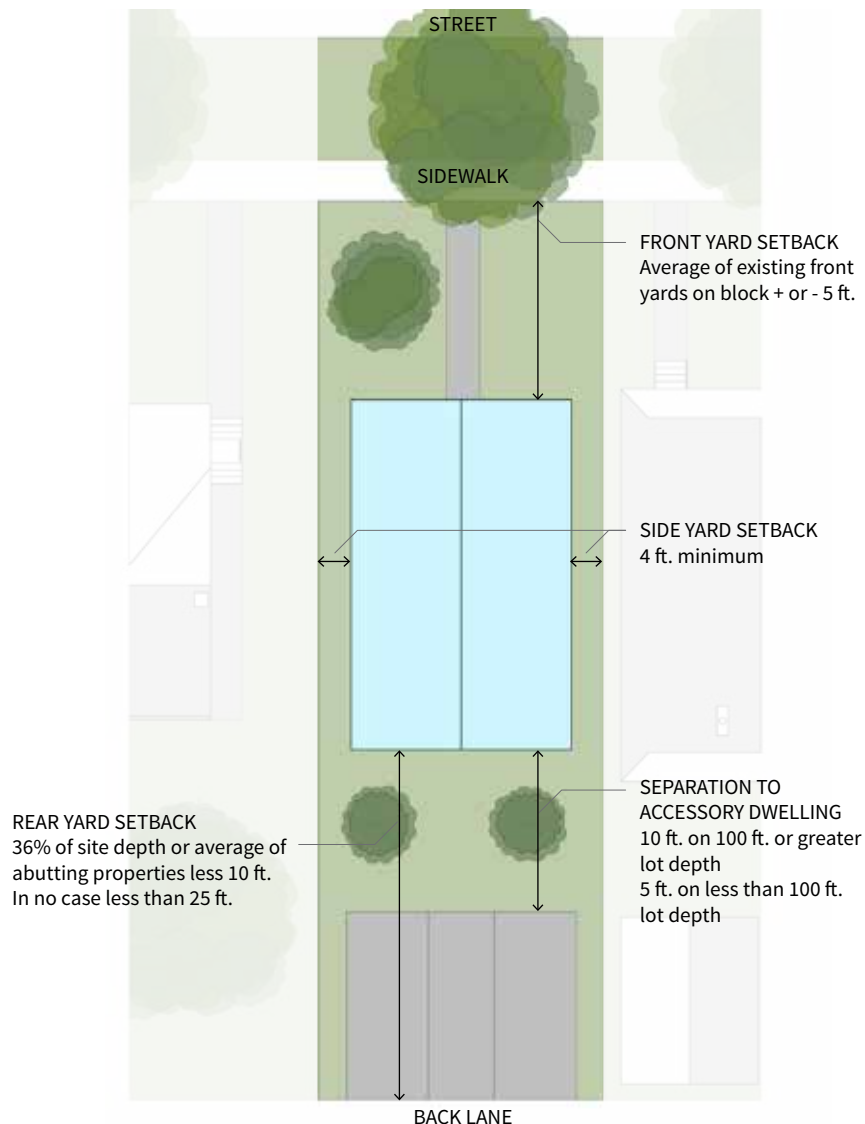 STREET
SIDEWALK
FRONT YARD SETBACK
Average of existing front
yards on block + or - 5 ft.
SIDE YARD SETBACK
4 ft. minimum
REAR YARD SETBACK
36% of site depth or average of
abutting properties less 10 ft.
In no case less than 25 ft.
SEPARATION TO
ACCESSORY DWELLING
10 ft. on 100 ft. or greater
lot depth
5 ft. on less than 100 ft.
lot depth
BACK LANE